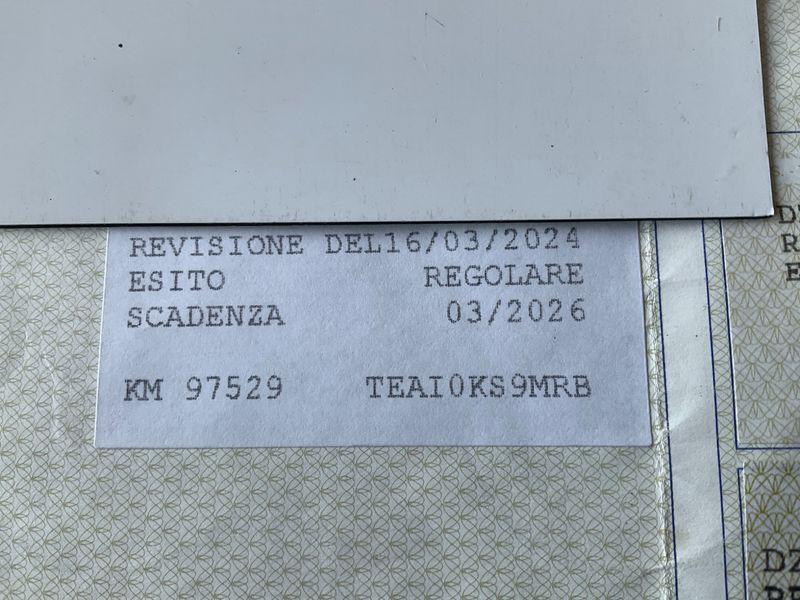 REVISIONE DEL16/03/2024
ESITO REGOLARE
SCADENZA 03/2026
KM 97529 TEAI0KS9MRB